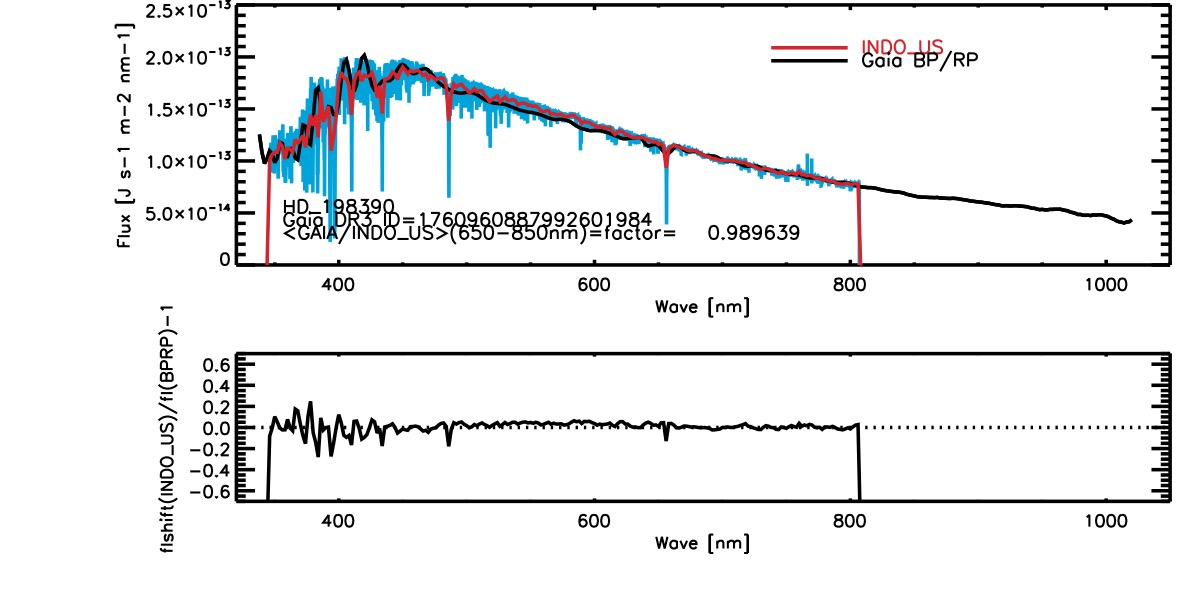 2.5×10−13
2.0×10−13
1.5×10−13
1.0×10−13
5.0×10−14
0
Flux [J s−1 m−2 nm−1]
INDO_US
Gaia BP/RP
HD_198390
Gaia DR3 ID=1760960887992601984
<GAIA/INDO_US>(650−850nm)=factor= 0.989639
400 600 800 1000
Wave [nm]
flshift(INDO_US)/fl(BPRP)−1
0.6
0.4
0.2
0.0
−0.2
−0.4
−0.6
400 600 800 1000
Wave [nm]